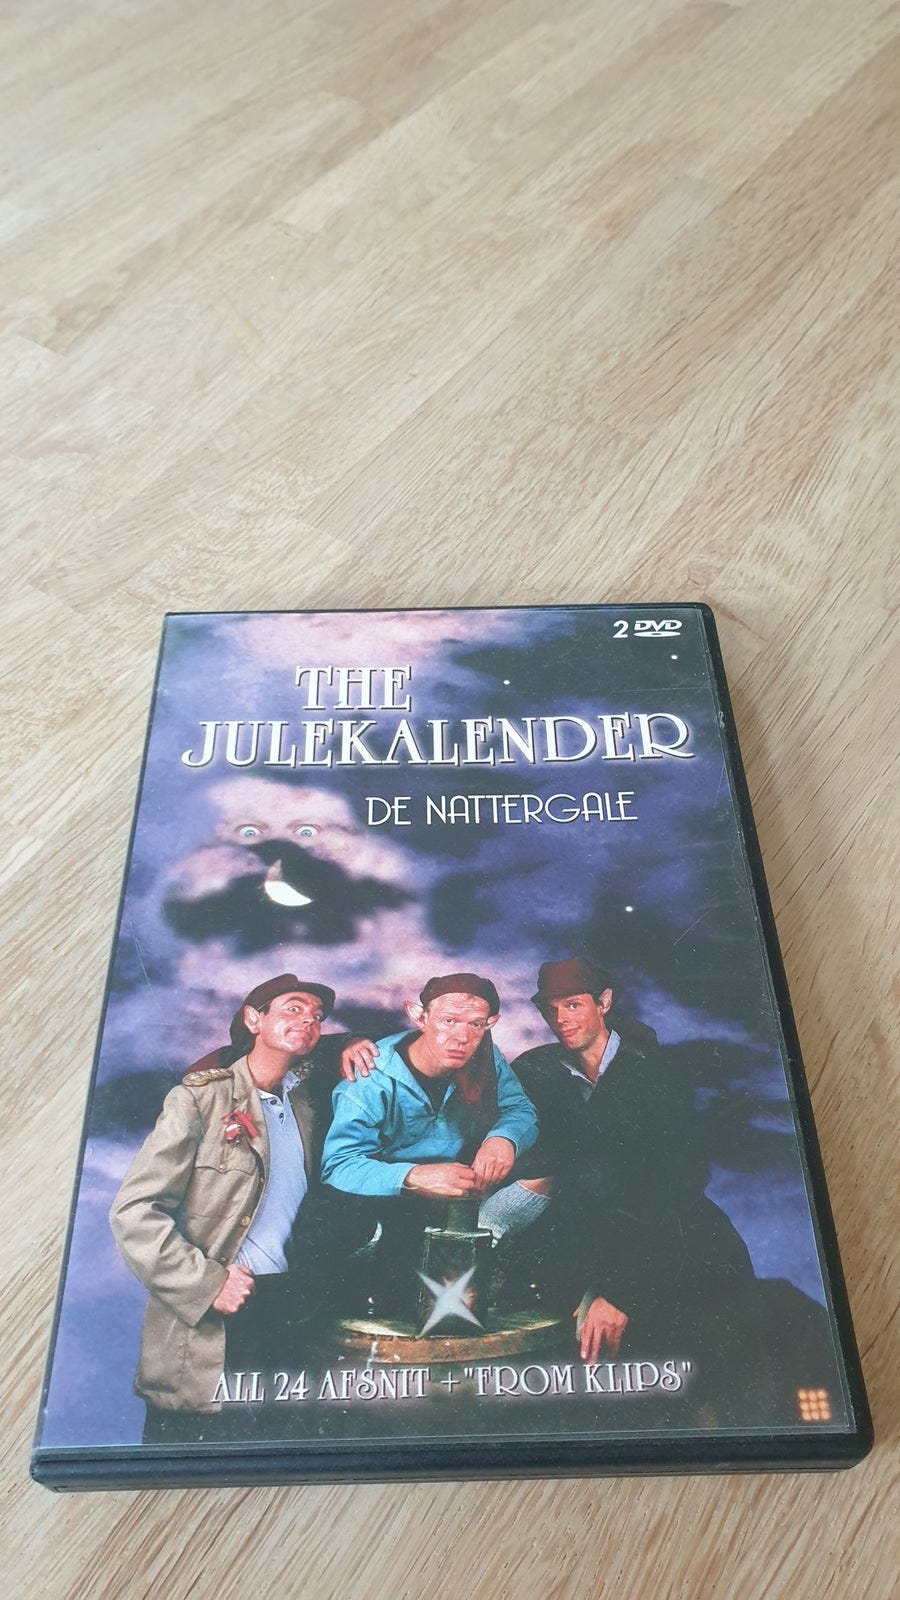 2 DVD
THE
JULEKALENDER
DE NATTERGALE
ALL 24 AFSNIT + "FROM KLIPS"